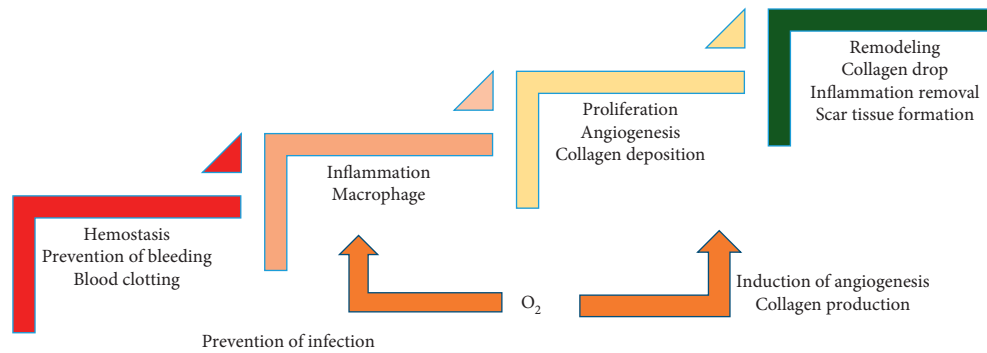 Hemostasis
Prevention of bleeding
Blood clotting
Inflammation
Macrophage
Proliferation
Angiogenesis
Collagen deposition
Remodeling
Collagen drop
Inflammation removal
Scar tissue formation
Prevention of infection
O₂
Induction of angiogenesis
Collagen production